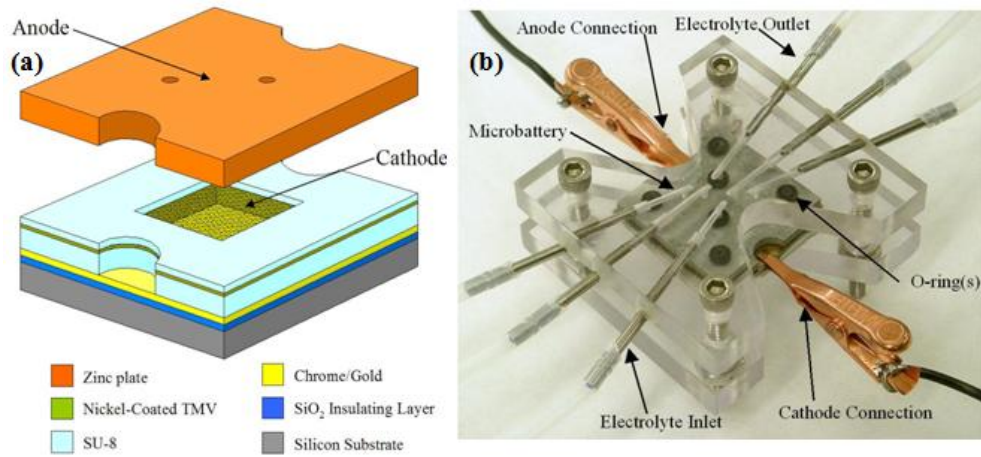 (a)
Anode
Cathode
Zinc plate
Nickel-Coated TMV
SU-8
Chrome/Gold
SiO₂ Insulating Layer
Silicon Substrate
(b)
Anode Connection
Electrolyte Outlet
Microbattery
O-ring(s)
Electrolyte Inlet
Cathode Connection